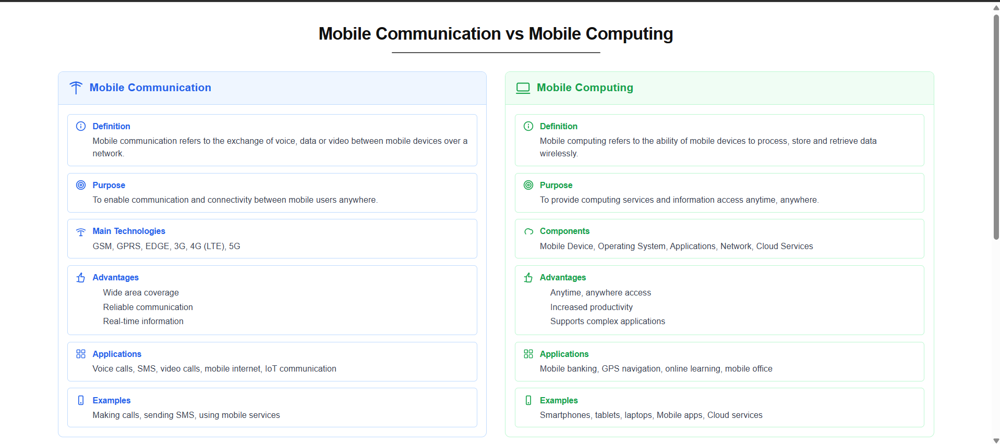 Mobile Communication vs Mobile Computing
Mobile Communication
Definition
Mobile communication refers to the exchange of voice, data or video between mobile devices over a
network.
Purpose
To enable communication and connectivity between mobile users anywhere.
Main Technologies
GSM, GPRS, EDGE, 3G, 4G (LTE), 5G
Advantages
Wide area coverage
Reliable communication
Real-time information
Applications
Voice calls, SMS, video calls, mobile internet, IoT communication
Examples
Making calls, sending SMS, using mobile services
Mobile Computing
Definition
Mobile computing refers to the ability of mobile devices to process, store and retrieve data
wirelessly.
Purpose
To provide computing services and information access anytime, anywhere.
Components
Mobile Device, Operating System, Applications, Network, Cloud Services
Advantages
Anytime, anywhere access
Increased productivity
Supports complex applications
Applications
Mobile banking, GPS navigation, online learning, mobile office
Examples
Smartphones, tablets, laptops, Mobile apps, Cloud services